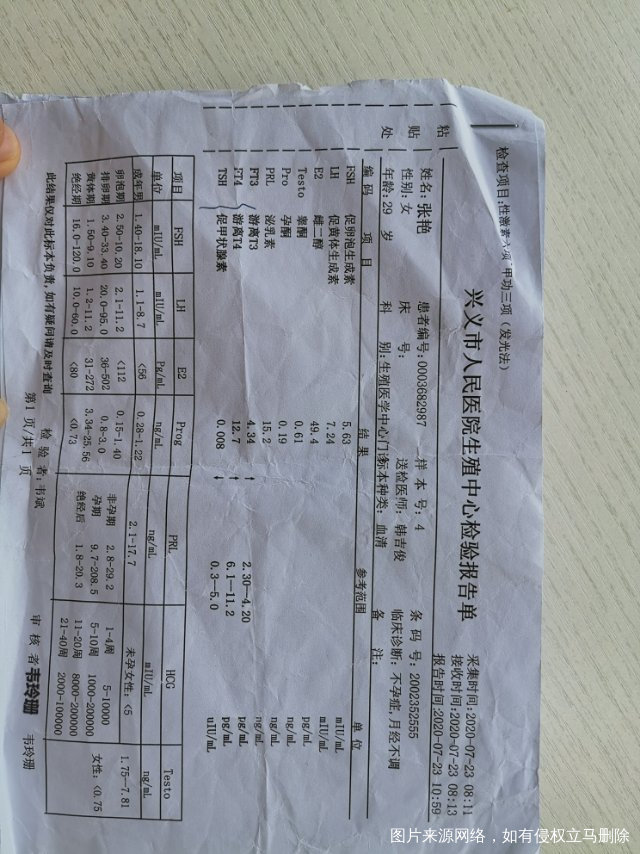 检查项目:性激素六项 甲功三项(发光法)
兴义市人民医院生殖中心检验报告单
采集时间:2020-07-23 08:11
接收时间:2020-07-23 08:13
报告时间:2020-07-23 10:59
粘 贴 处
姓名: 张艳 患者编号: 0003682987 样 本 号: 4 条 码 号: 2002352555
性别: 女 床 号: 送检医师: 韩吉俊 临床诊断: 不孕症,月经不调
年龄: 29 岁 科 别: 生殖医学中心门诊 标本种类: 血清 备 注:
编 码 项 目 结 果 参考范围 单 位
FSH 促卵泡生成素 5.63 mIU/mL
LH 促黄体生成素 7.24 mIU/mL
E2 雌二醇 49.4 pg/mL
Testo 睾酮 0.61 ng/mL
Pro 孕酮 0.19 ng/mL
PRL 泌乳素 15.2 ng/mL
FT3 游离T3 4.34 ↑ 2.30—4.20 pg/mL
FT4 游离T4 12.7 ↑ 6.1—11.2 pg/mL
TSH 促甲状腺素 0.008 ↓ 0.3—5.0 uIU/mL
项目 FSH LH E2 Prog PRL HCG Testo
单位 mIU/mL mIU/mL Pg/mL ng/mL ng/mL mIU/mL ng/mL
成年男 1.40-18.10 1.1-8.7 <56 0.28-1.22 2.1-17.7 未孕女性: <5 1.75—7.81
卵泡期 2.50-10.20 2.1-11.2 <112 0.15-1.40 非孕期 2.8-29.2 1-4周 5-10000 女性: <0.75
排卵期 3.40-33.40 20.0-95.0 36-502 0.8-3.0 孕期 9.7-208.5 5-10周 1000-200000
黄体期 1.50-9.10 1.2-11.2 31-272 3.34-25.56 绝经后 1.8-20.3 11-20周 8000-200000
绝经期 16.0-120.0 10.0-60.0 <80 <0.73 21-40周 2000-100000
此结果仅对此标本负责,如有疑问请及时查询 检 验 者: 韦斌 审 核 者: 韦玲珊 韦玲珊
第1 页/共1 页
图片来源网络，如有侵权立马删除